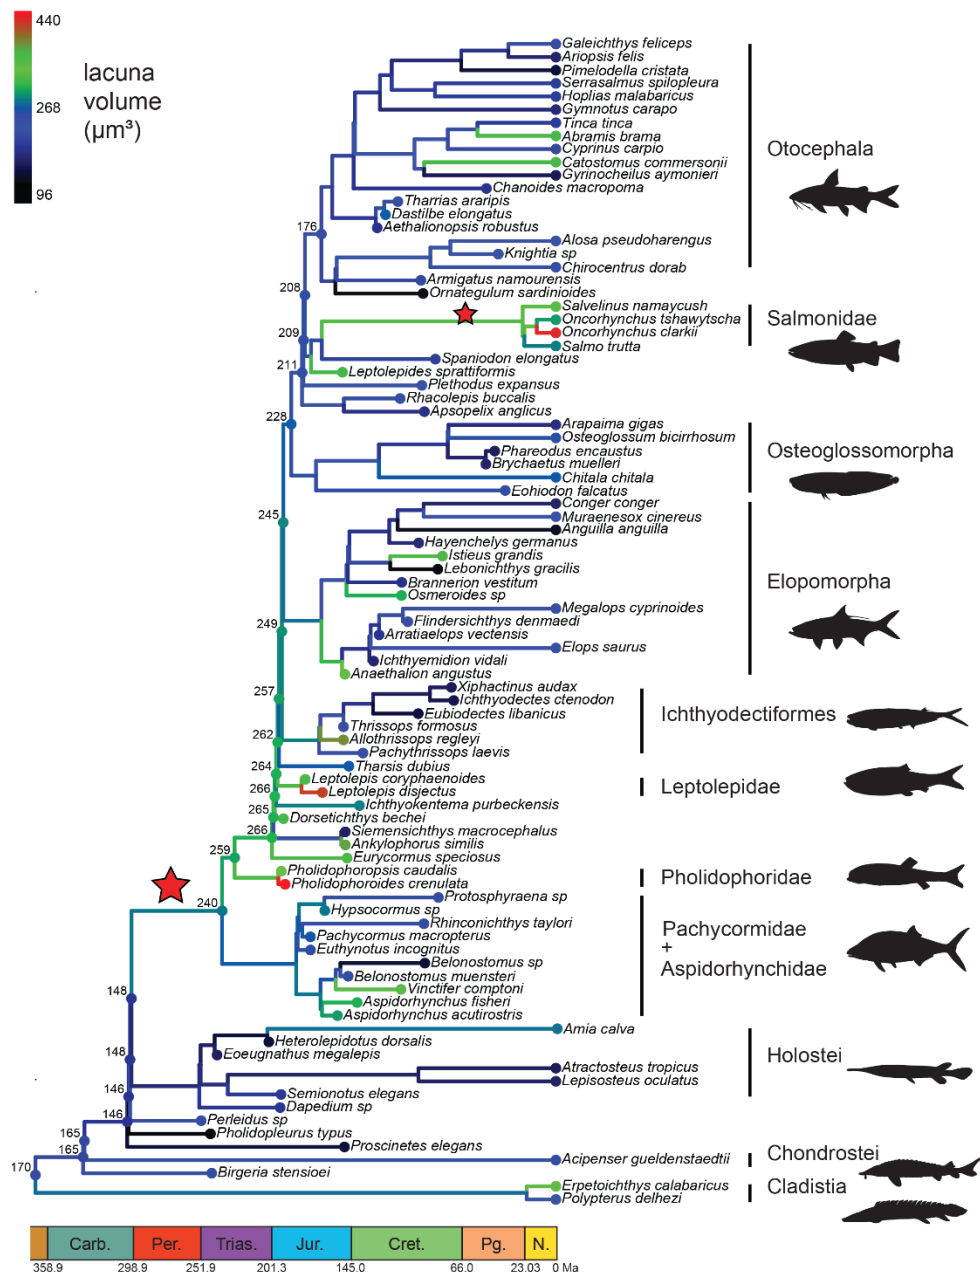 440
lacuna
volume
(µm³)
268
96
Galeichthys feliceps
Ariopsis felis
Pimelodella cristata
Serrasalmus spilopleura
Hoplias malabaricus
Gymnotus carapo
Tinca tinca
Abramis brama
Cyprinus carpio
Catostomus commersonii
Gyrinocheilus aymonieri
Chanoides macropoma
Tharrias araripis
Dastilbe elongatus
Aethalionopsis robustus
Otocephala
176
Alosa pseudoharengus
Knightia sp
Chirocentrus dorab
Armigatus namourensis
Ornategulum sardinioides
208
Salvelinus namaycush
Oncorhynchus tshawytscha
Oncorhynchus clarkii
Salmo trutta
Salmonidae
209
Spaniodon elongatus
211
Leptolepides sprattiformis
Plethodus expansus
Rhacolepis buccalis
Apsopelix anglicus
228
Arapaima gigas
Osteoglossum bicirrhosum
Phareodus encaustus
Brychaetus muelleri
Chitala chitala
Eohiodon falcatus
Osteoglossomorpha
245
Conger conger
Muraenesox cinereus
Anguilla anguilla
Hayenchelys germanus
Istieus grandis
Lebonichthys gracilis
Brannerion vestitum
Osmeroides sp
Elopomorpha
249
Megalops cyprinoides
Flindersichthy denmaedi
Arratiaelops vectensis
Elops saurus
Ichthyemidion vidali
Anaethalion angustus
257
Xiphactinus audax
Ichthyodectes ctenodon
Eubiodectes libanicus
Thrissops formosus
Allothrissops regleyi
Pachythrissops laevis
Ichthyodectiformes
262
Tharsis dubius
264
Leptolepis coryphaenoides
Leptolepis disjectus
Leptolepidae
266
Ichthyokentema purbeckensis
265
Dorsetichthys bechei
266
Siemensichthys macrocephalus
Ankylophorus similis
Eurycormus speciosus
259
Pholidophoropsis caudalis
Pholidophoroides crenulata
Pholidophoridae
240
Protosphyraena sp
Hypsocormus sp
Rhinconichthys taylori
Pachycormus macropterus
Euthynotus incognitus
Belonostomus sp
Belonostomus muensteri
Vinctifer comptoni
Aspidorhynchus fisheri
Aspidorhynchus acutirostris
Pachycormidae
+
Aspidorhynchidae
148
Amia calva
Heterolepidotus dorsalis
Eoeugnathus megalepis
Atractosteus tropicus
Lepisosteus oculatus
Semionotus elegans
Dapedium sp
Holostei
148
146
146
Perleidus sp
Pholidopleurus typus
Proscinetes elegans
165
165
Acipenser gueldenstaedtii
Chondrostei
170
Birgeria stensioei
Erpetoichthys calabaricus
Polypterus delhezi
Cladistia
Carb. Per. Trias. Jur. Cret. Pg. N.
358.9 298.9 251.9 201.3 145.0 66.0 23.03 0 Ma